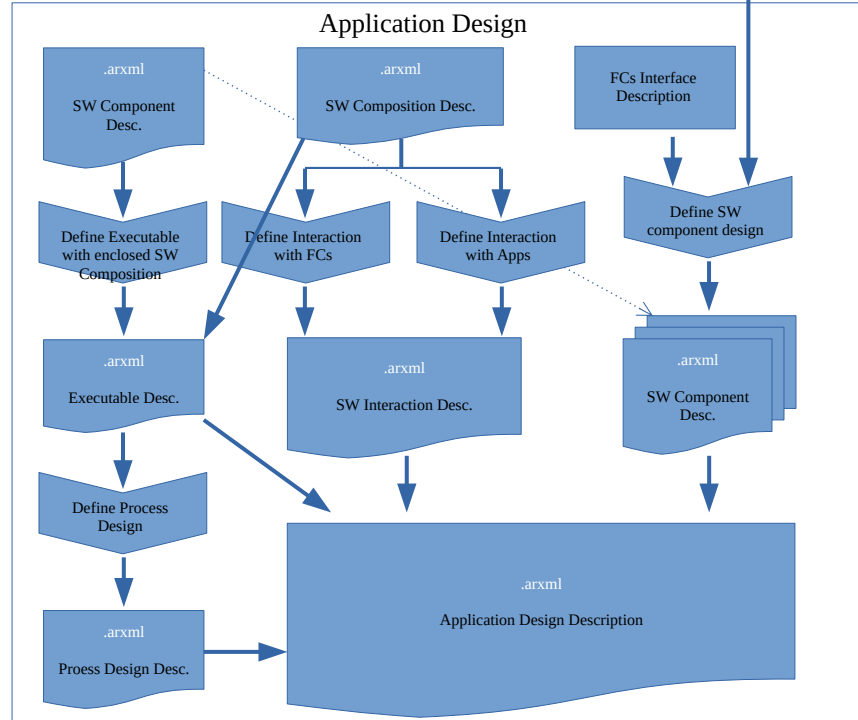 Application Design
.arxml
SW Component
Desc.
.arxml
SW Composition Desc.
FCs Interface
Description
Define Executable
with enclosed SW
Composition
Define Interaction
with FCs
Define Interaction
with Apps
Define SW
component design
.arxml
Executable Desc.
.arxml
SW Interaction Desc.
.arxml
SW Component
Desc.
Define Process
Design
.arxml
Application Design Description
.arxml
Proess Design Desc.